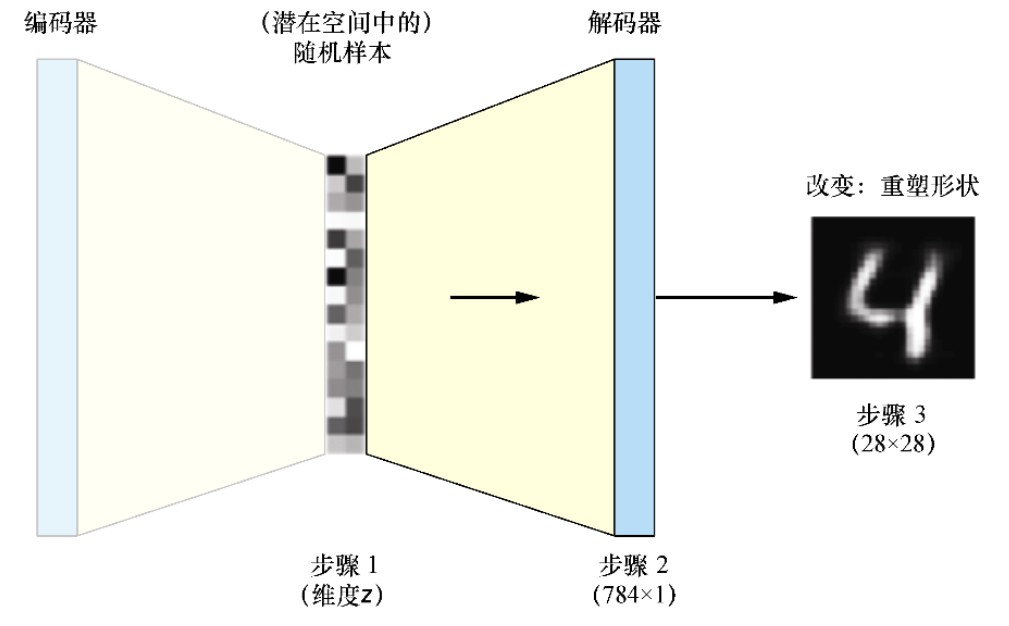 编码器
（潜在空间中的）
随机样本
解码器
改变：重塑形状
步骤 3
(28×28)
步骤 1
（维度z）
步骤 2
(784×1)